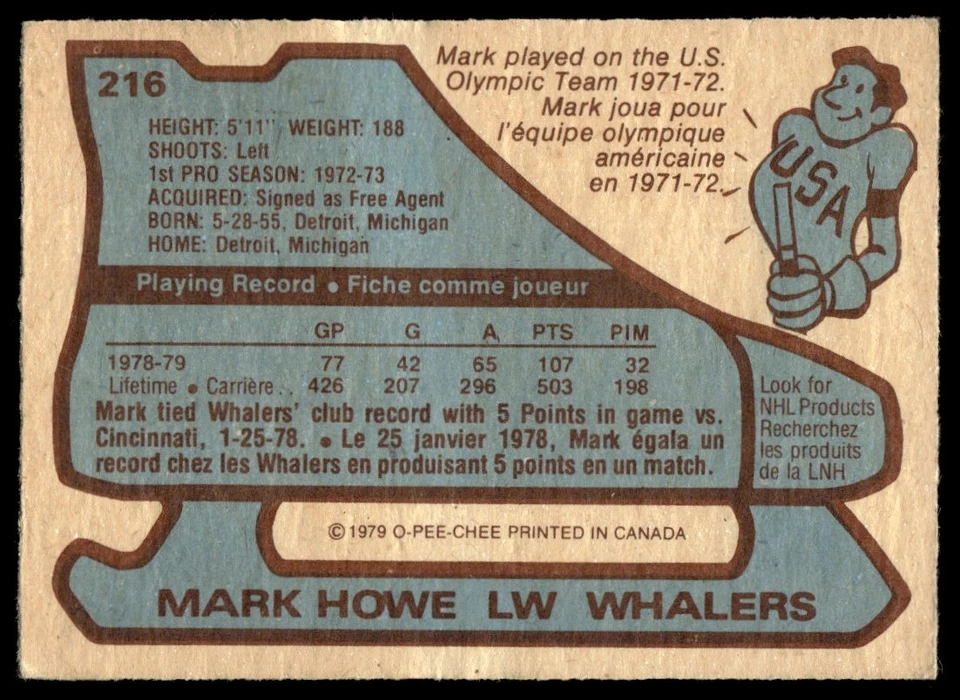 216
Mark played on the U.S.
Olympic Team 1971-72.
Mark joua pour
l'équipe olympique
américaine
en 1971-72.
USA
HEIGHT: 5'11" WEIGHT: 188
SHOOTS: Left
1st PRO SEASON: 1972-73
ACQUIRED: Signed as Free Agent
BORN: 5-28-55, Detroit, Michigan
HOME: Detroit, Michigan
Playing Record • Fiche comme joueur
GP G A PTS PIM
1978-79 77 42 65 107 32
Lifetime • Carrière . . 426 207 296 503 198
Mark tied Whalers' club record with 5 Points in game vs.
Cincinnati, 1-25-78. • Le 25 janvier 1978, Mark égala un
record chez les Whalers en produisant 5 points en un match.
Look for
NHL Products
Recherchez
les produits
de la LNH
© 1979 O-PEE-CHEE PRINTED IN CANADA
MARK HOWE LW WHALERS